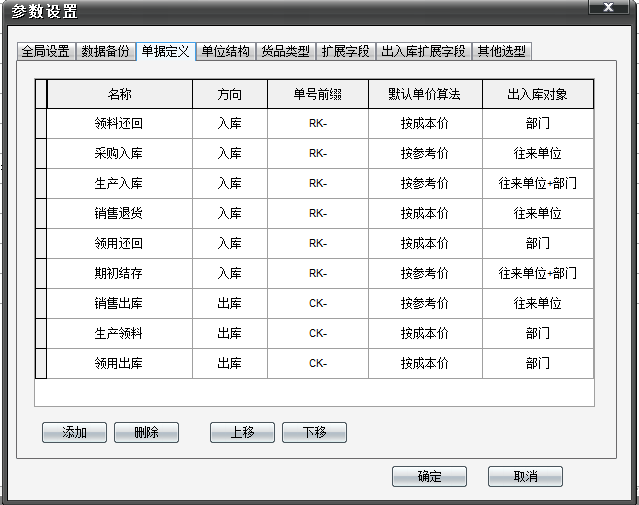 参数设置
全局设置 数据备份 单据定义 单位结构 货品类型 扩展字段 出入库扩展字段 其他选型
名称 方向 单号前缀 默认单价算法 出入库对象
领料还回 入库 RK- 按成本价 部门
采购入库 入库 RK- 按参考价 往来单位
生产入库 入库 RK- 按参考价 往来单位+部门
销售退货 入库 RK- 按成本价 往来单位
领用还回 入库 RK- 按成本价 部门
期初结存 入库 RK- 按参考价 往来单位+部门
销售出库 出库 CK- 按参考价 往来单位
生产领料 出库 CK- 按成本价 部门
领用出库 出库 CK- 按成本价 部门
添加 删除 上移 下移
确定 取消